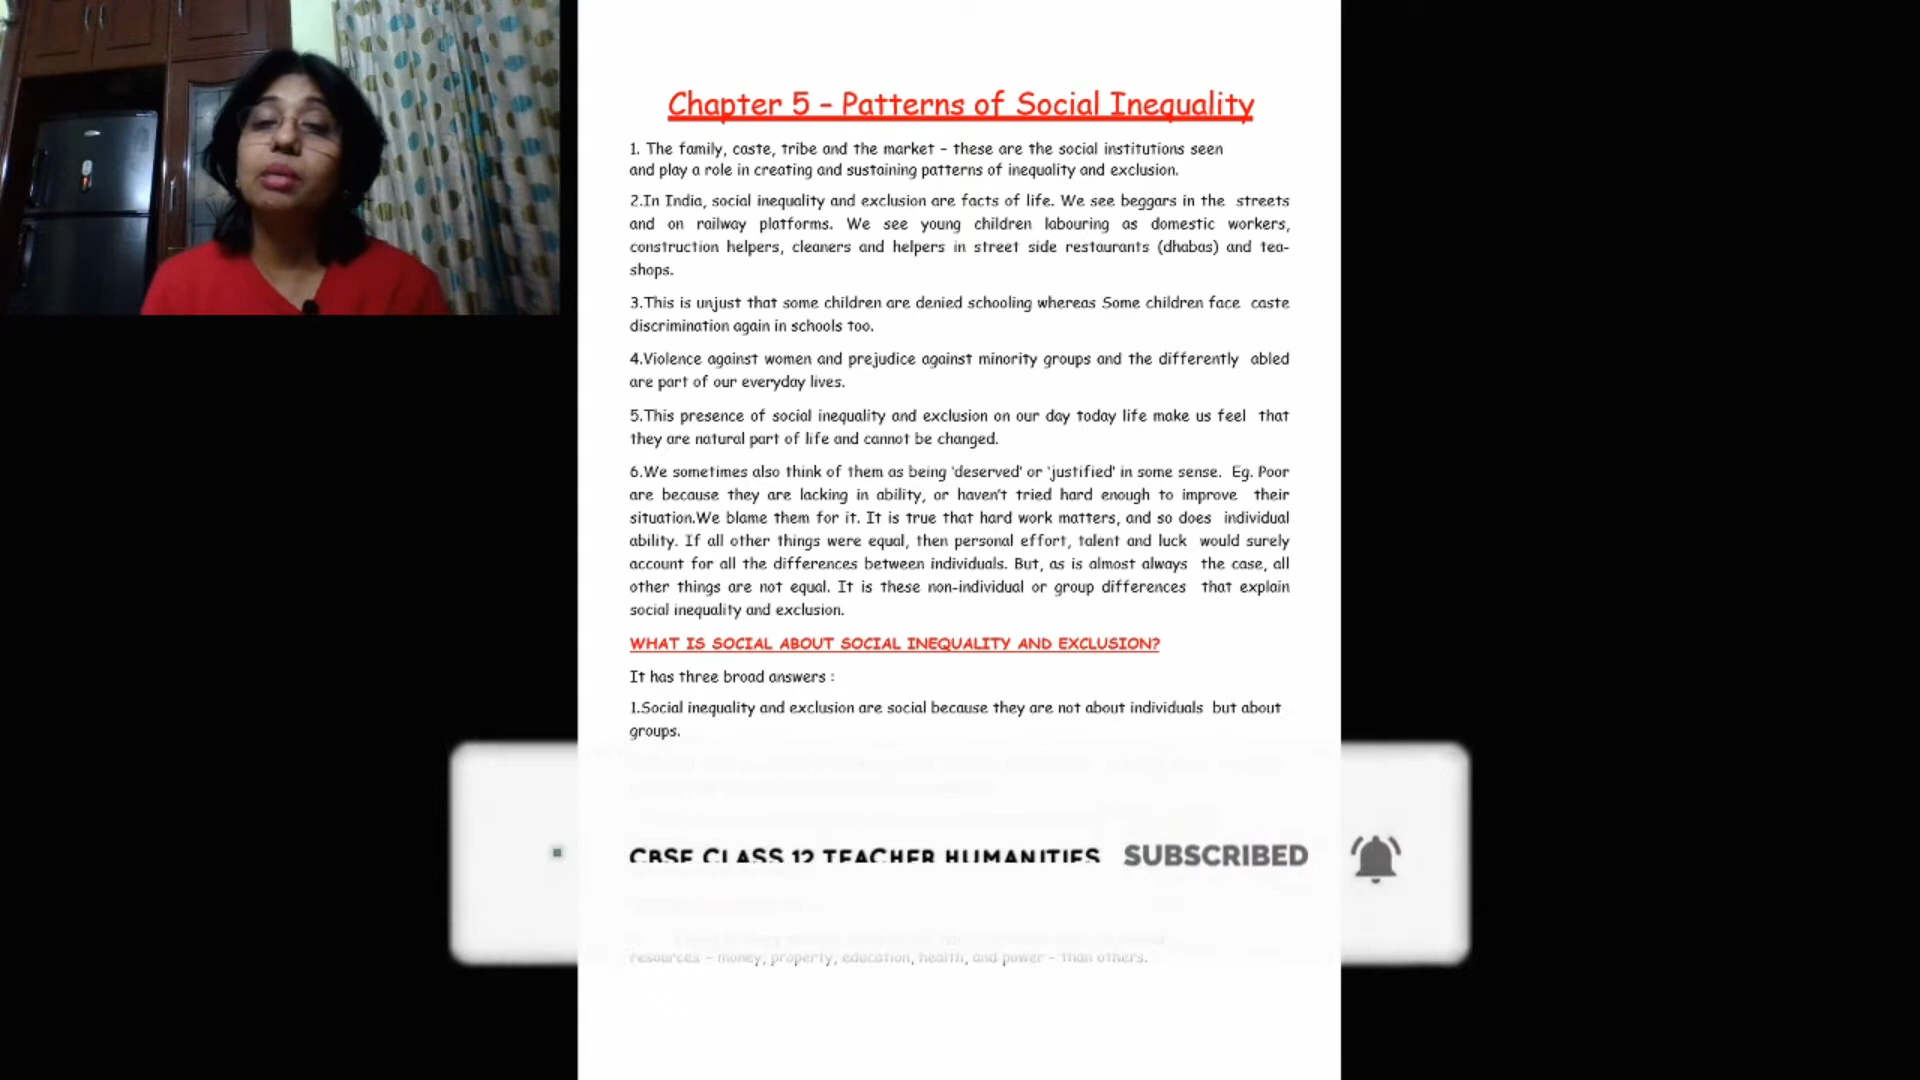 Chapter 5 – Patterns of Social Inequality
1. The family, caste, tribe and the market – these are the social institutions seen
and play a role in creating and sustaining patterns of inequality and exclusion.
2.In India, social inequality and exclusion are facts of life. We see beggars in the streets
and on railway platforms. We see young children labouring as domestic workers,
construction helpers, cleaners and helpers in street side restaurants (dhabas) and tea-
shops.
3.This is unjust that some children are denied schooling whereas Some children face caste
discrimination again in schools too.
4.Violence against women and prejudice against minority groups and the differently abled
are part of our everyday lives.
5.This presence of social inequality and exclusion on our day today life make us feel that
they are natural part of life and cannot be changed.
6.We sometimes also think of them as being 'deserved' or 'justified' in some sense. Eg. Poor
are because they are lacking in ability, or haven't tried hard enough to improve their
situation.We blame them for it. It is true that hard work matters, and so does individual
ability. If all other things were equal, then personal effort, talent and luck would surely
account for all the differences between individuals. But, as is almost always the case, all
other things are not equal. It is these non-individual or group differences that explain
social inequality and exclusion.
WHAT IS SOCIAL ABOUT SOCIAL INEQUALITY AND EXCLUSION?
It has three broad answers :
1.Social inequality and exclusion are social because they are not about individuals but about
groups.
CBSE CLASS 12 TEACHER HUMANITIES SUBSCRIBED
resources – money, property, education, health, and power – than others.